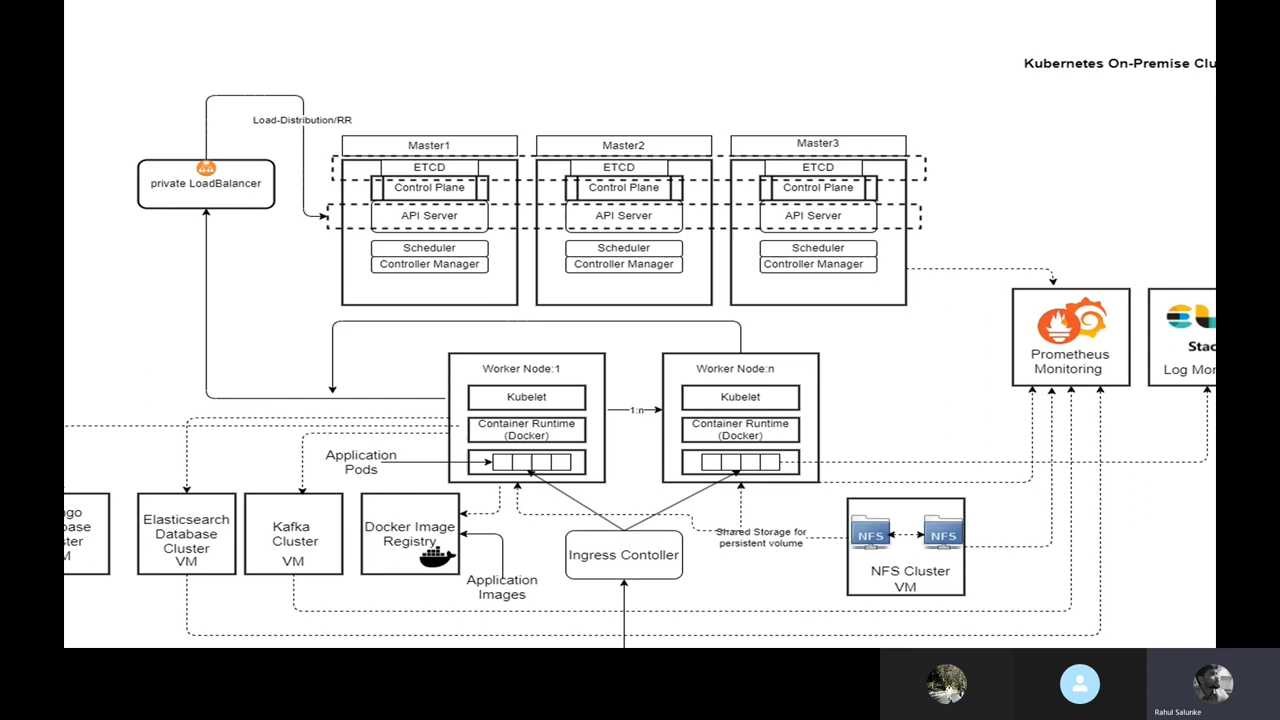 Kubernetes On-Premise Clu
Load-Distribution/RR
private LoadBalancer
Master1
ETCD
Control Plane
API Server
Scheduler
Controller Manager
Master2
ETCD
Control Plane
API Server
Scheduler
Controller Manager
Master3
ETCD
Control Plane
API Server
Scheduler
Controller Manager
Prometheus
Monitoring
Stac
Log Mon
Worker Node:1
Kubelet
Container Runtime
(Docker)
1:n
Worker Node:n
Kubelet
Container Runtime
(Docker)
Application
Pods
go
base
ster
M
Elasticsearch
Database
Cluster
VM
Kafka
Cluster
VM
Docker Image
Registry
Application
Images
Ingress Contoller
Shared Storage for
persistent volume
NFS
NFS
NFS Cluster
VM
Rahul Salunke